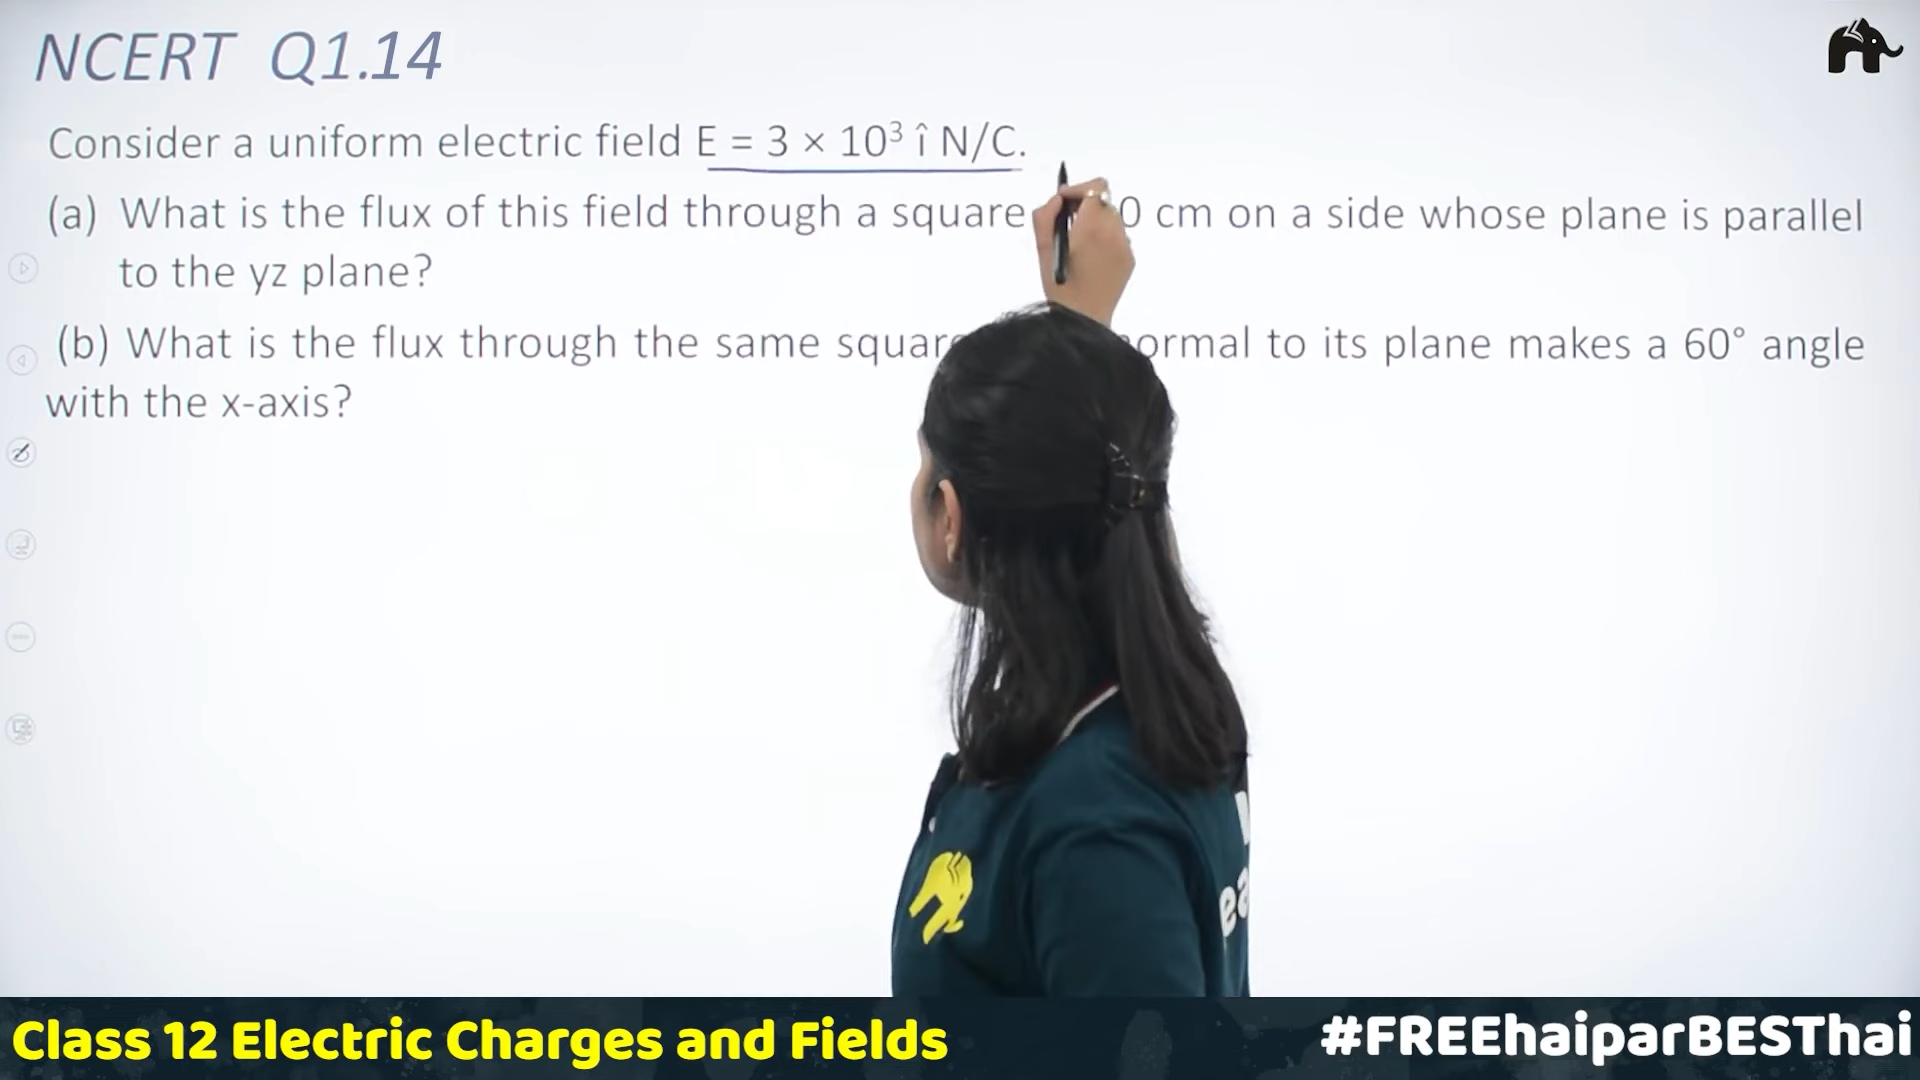 NCERT Q1.14
Consider a uniform electric field E = 3 × 10³ î N/C.
(a) What is the flux of this field through a square 0 cm on a side whose plane is parallel
to the yz plane?
(b) What is the flux through the same squar ormal to its plane makes a 60° angle
with the x-axis?
ea
Class 12 Electric Charges and Fields
#FREEhaiparBESThai